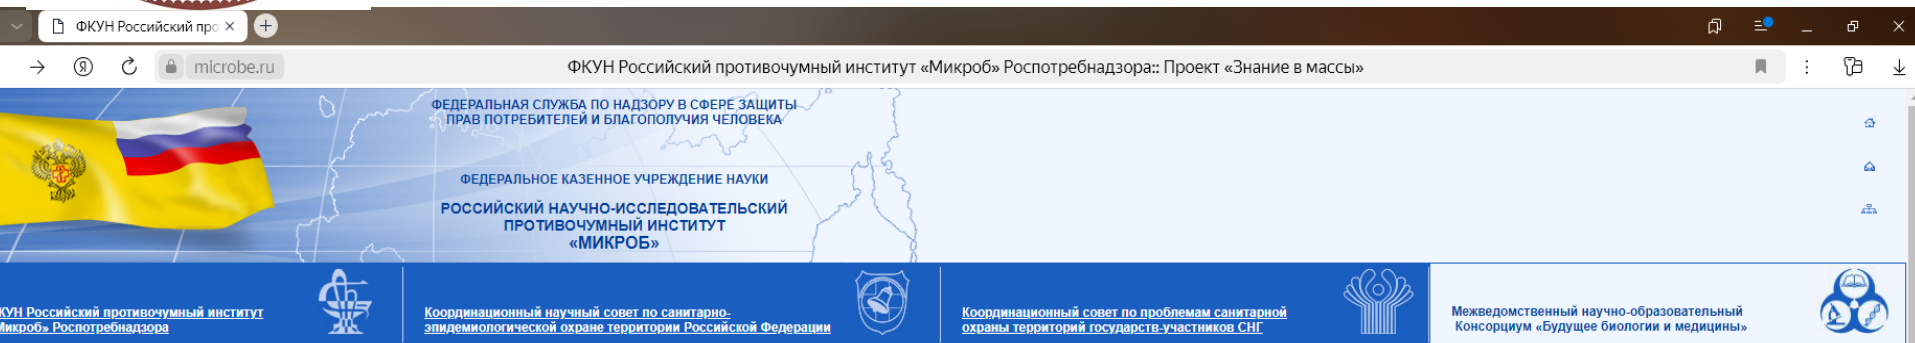 ФКУН Российский про
microbe.ru
ФКУН Российский противочумный институт «Микроб» Роспотребнадзора:: Проект «Знание в массы»
ФЕДЕРАЛЬНАЯ СЛУЖБА ПО НАДЗОРУ В СФЕРЕ ЗАЩИТЫ
ПРАВ ПОТРЕБИТЕЛЕЙ И БЛАГОПОЛУЧИЯ ЧЕЛОВЕКА
ФЕДЕРАЛЬНОЕ КАЗЕННОЕ УЧРЕЖДЕНИЕ НАУКИ
РОССИЙСКИЙ НАУЧНО-ИССЛЕДОВАТЕЛЬСКИЙ
ПРОТИВОЧУМНЫЙ ИНСТИТУТ
«МИКРОБ»
КУН Российский противочумный институт
Микроб» Роспотребнадзора
Координационный научный совет по санитарно-
эпидемиологической охране территории Российской Федерации
Координационный совет по проблемам санитарной
охраны территорий государств-участников СНГ
Межведомственный научно-образовательный
Консорциум «Будущее биологии и медицины»